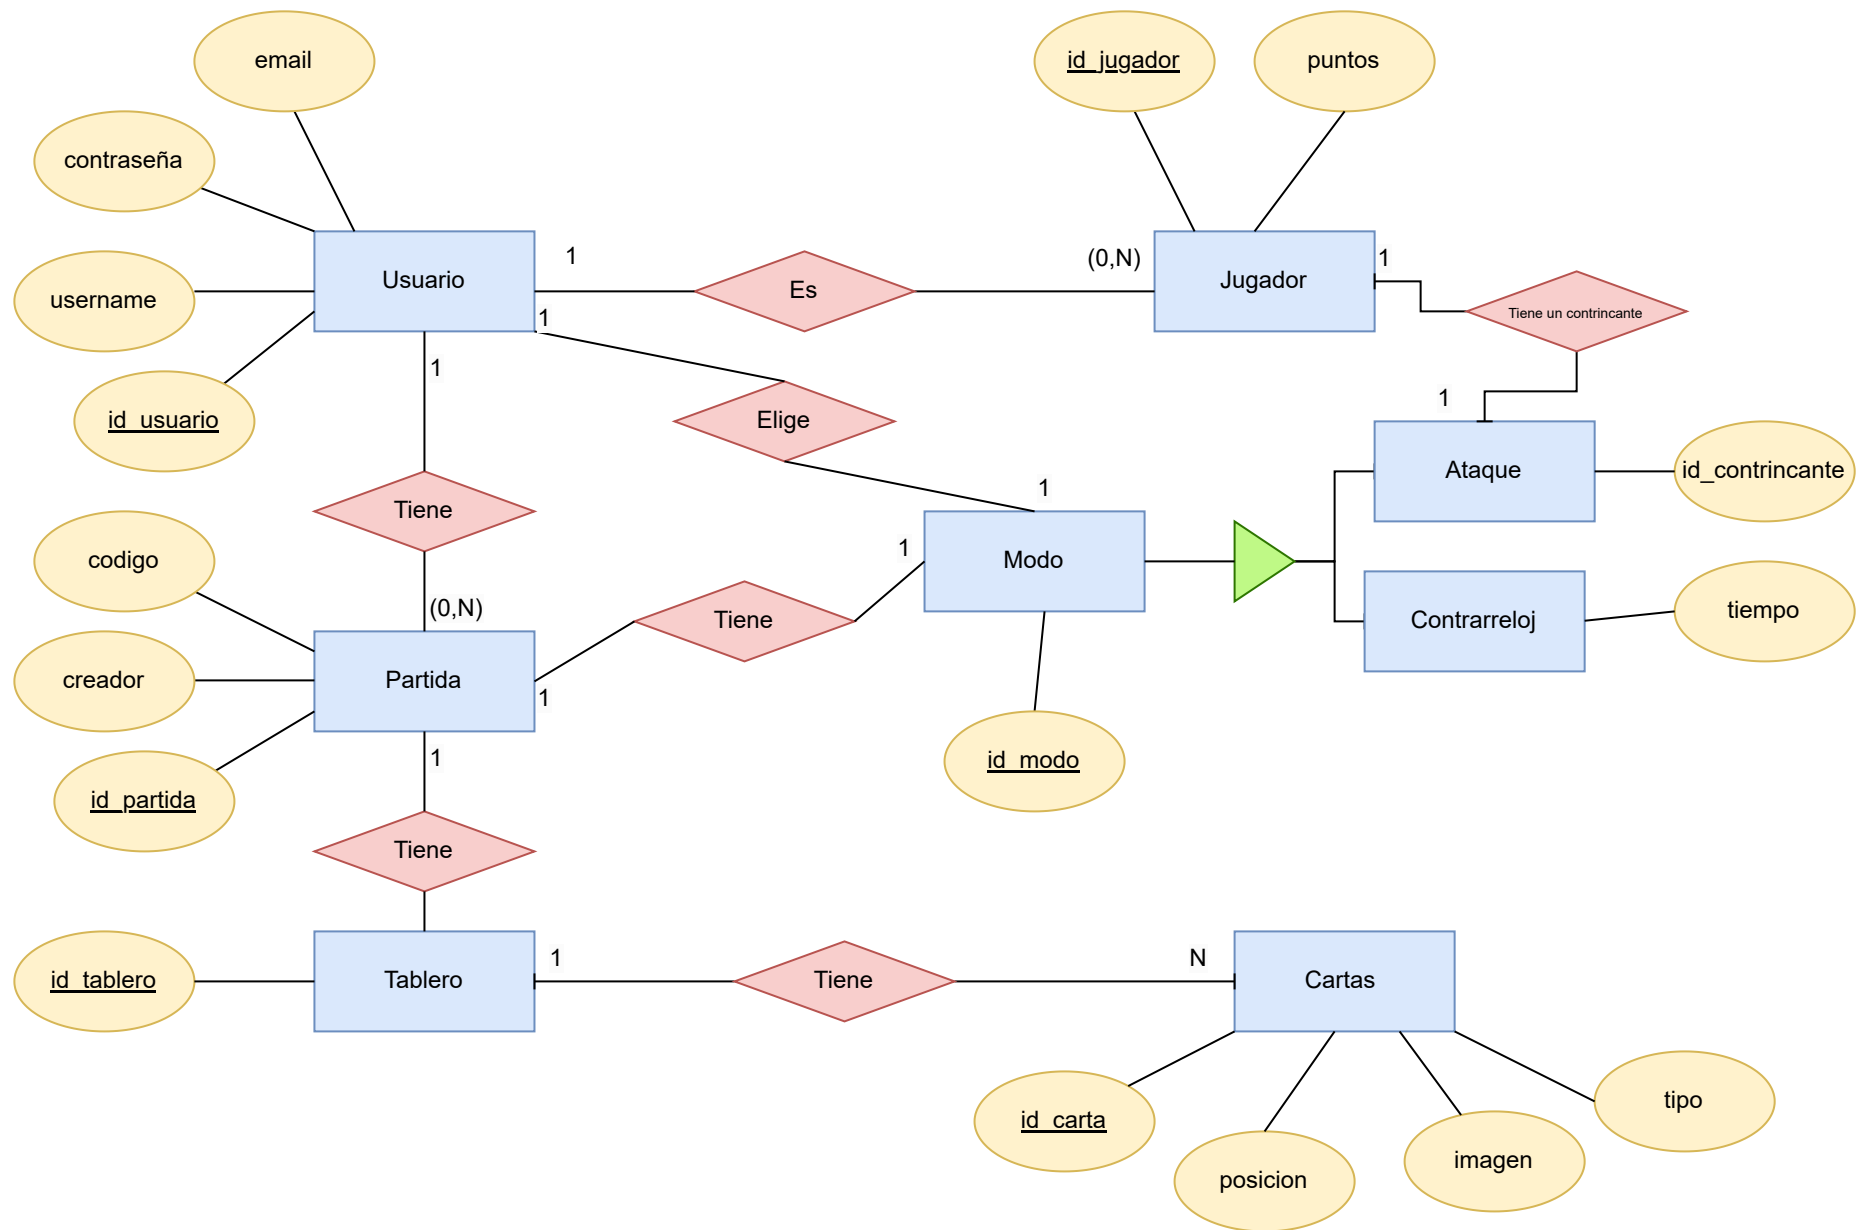 email
id_jugador
puntos
contraseña
Usuario
1
Es
(0,N)
Jugador
1
username
1
Tiene un contrincante
1
id_usuario
Elige
1
Ataque
id_contrincante
Tiene
1
codigo
1
Modo
(0,N)
Tiene
Contrarreloj
tiempo
creador
Partida
1
1
id_modo
id_partida
Tiene
id_tablero
Tablero
1
Tiene
N
Cartas
id_carta
posicion
imagen
tipo